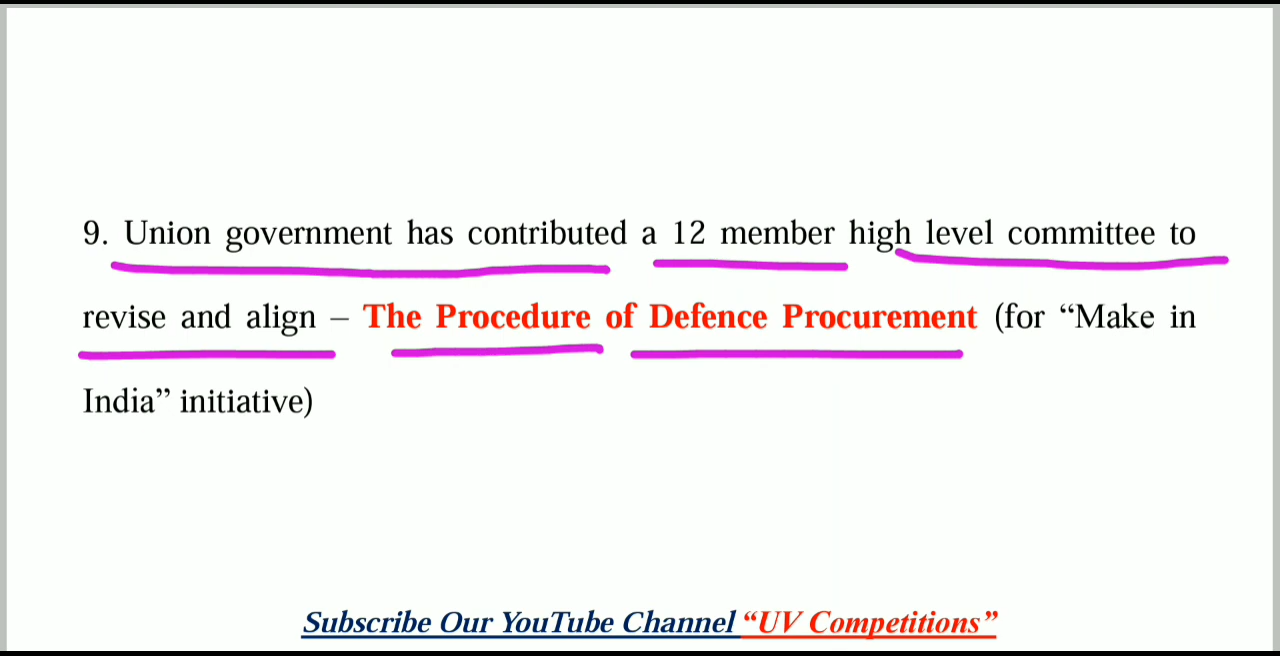 9. Union government has contributed a 12 member high level committee to
revise and align – The Procedure of Defence Procurement (for “Make in
India” initiative)
Subscribe Our YouTube Channel “UV Competitions”